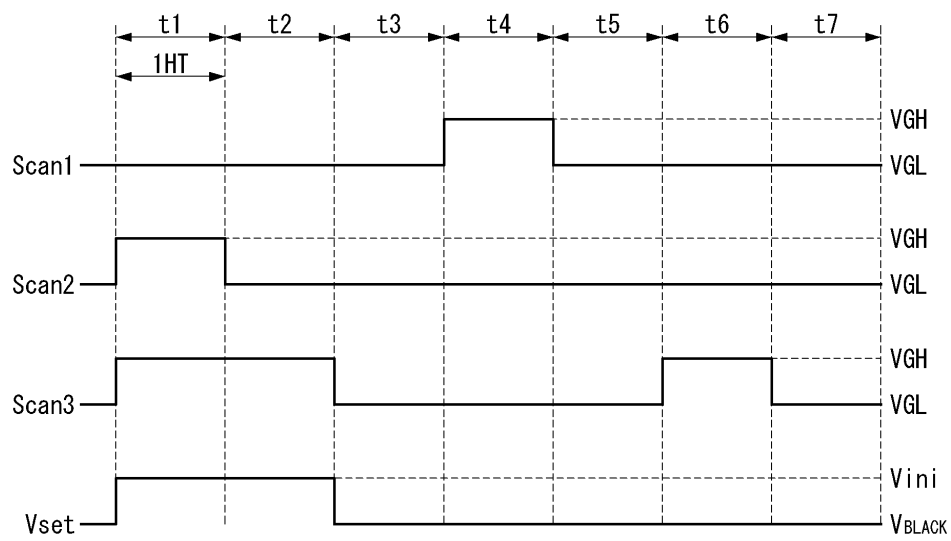 t1 t2 t3 t4 t5 t6 t7
1HT
VGH
Scan1 VGL
VGH
Scan2 VGL
VGH
Scan3 VGL
Vini
Vset VBLACK